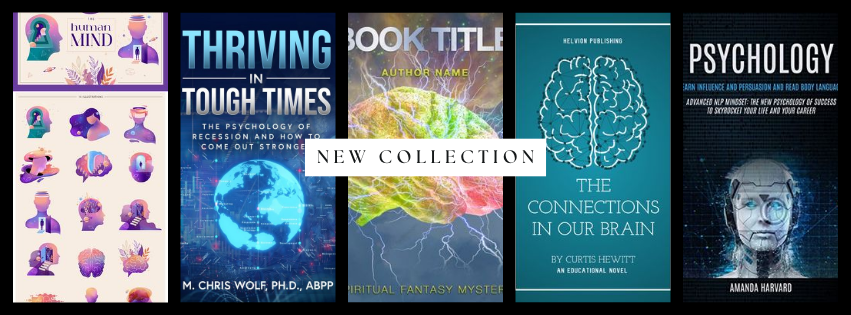 THE
human
MIND
THRIVING
IN
TOUGH TIMES
THE PSYCHOLOGY OF
RECESSION AND HOW TO
COME OUT STRONGE
M. CHRIS WOLF, PH.D., ABPP
BOOK TITLE
AUTHOR NAME
NEW COLLECTION
PIRITUAL FANTASY MYSTER
HELVION PUBLISHING
THE
CONNECTIONS
IN OUR BRAIN
BY CURTIS HEWITT
AN EDUCATIONAL NOVEL
PSYCHOLOGY
EARN INFLUENCE AND PERSUASION AND READ BODY LANGUAG
ADVANCED NLP MINDSET: THE NEW PSYCHOLOGY OF SUCCESS
TO SKYROCKET YOUR LIFE AND YOUR CAREER
AMANDA HARVARD